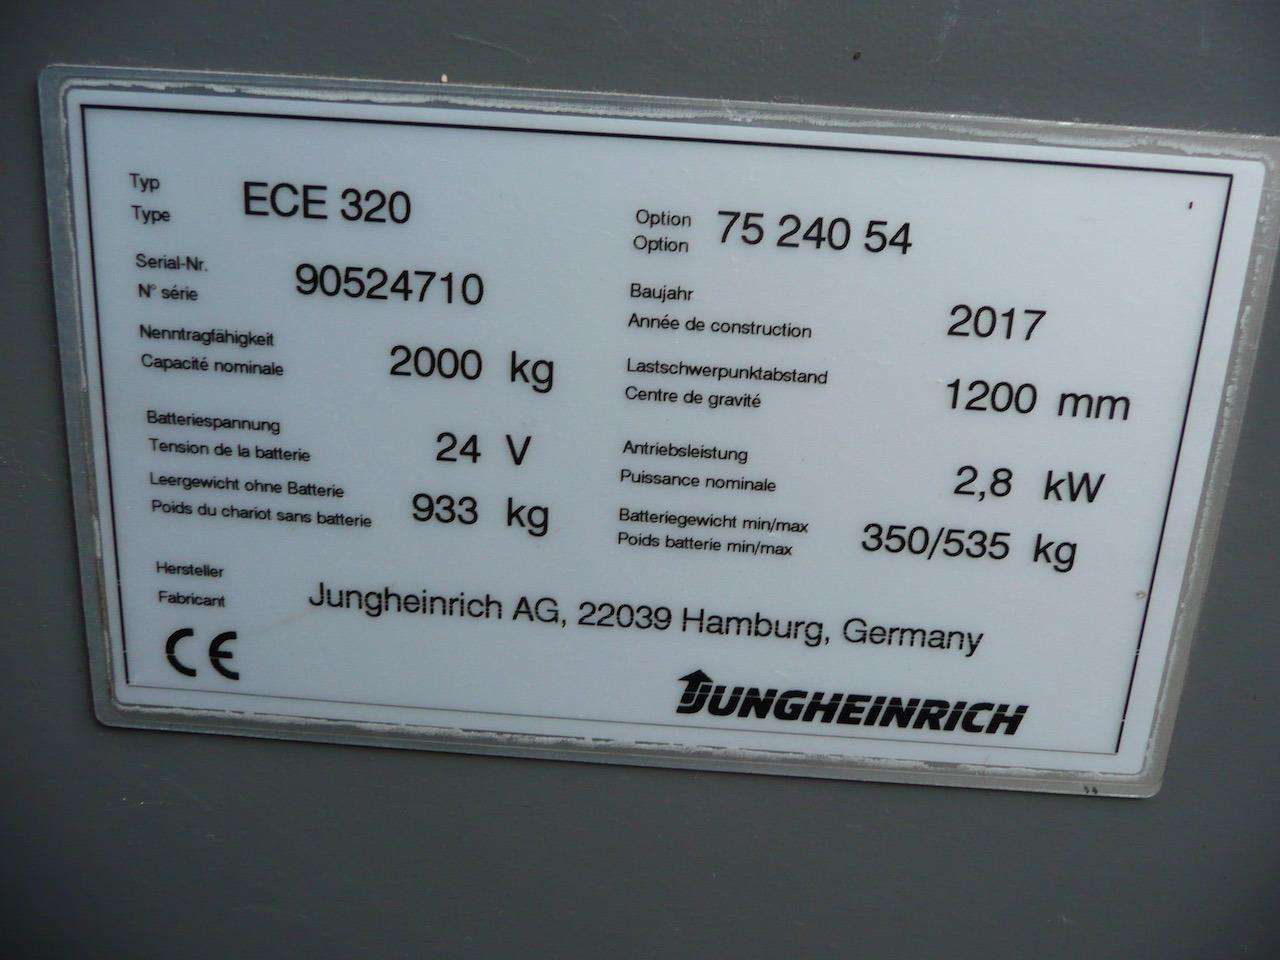 Typ
Type
ECE 320
Option
Option
75 240 54
Serial-Nr.
N° série
90524710
Baujahr
Année de construction
2017
Nenntragfähigkeit
Capacité nominale
2000 kg
Lastschwerpunktabstand
Centre de gravité
1200 mm
Batteriespannung
Tension de la batterie
24 V
Antriebsleistung
Puissance nominale
2,8 kW
Leergewicht ohne Batterie
Poids du chariot sans batterie
933 kg
Batteriegewicht min/max
Poids batterie min/max
350/535 kg
Hersteller
Fabricant
Jungheinrich AG, 22039 Hamburg, Germany
CE
JUNGHEINRICH